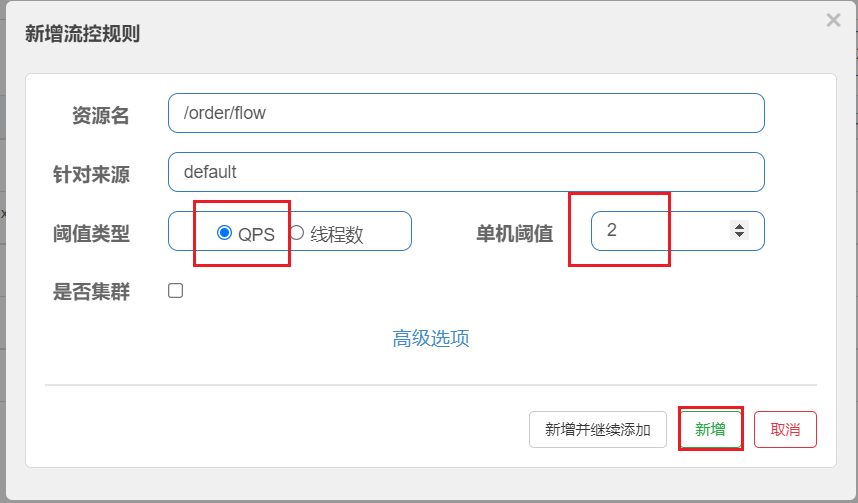 新增流控规则
资源名 /order/flow
针对来源 default
阈值类型 QPS 线程数 单机阈值 2
是否集群
高级选项
新增并继续添加 新增 取消